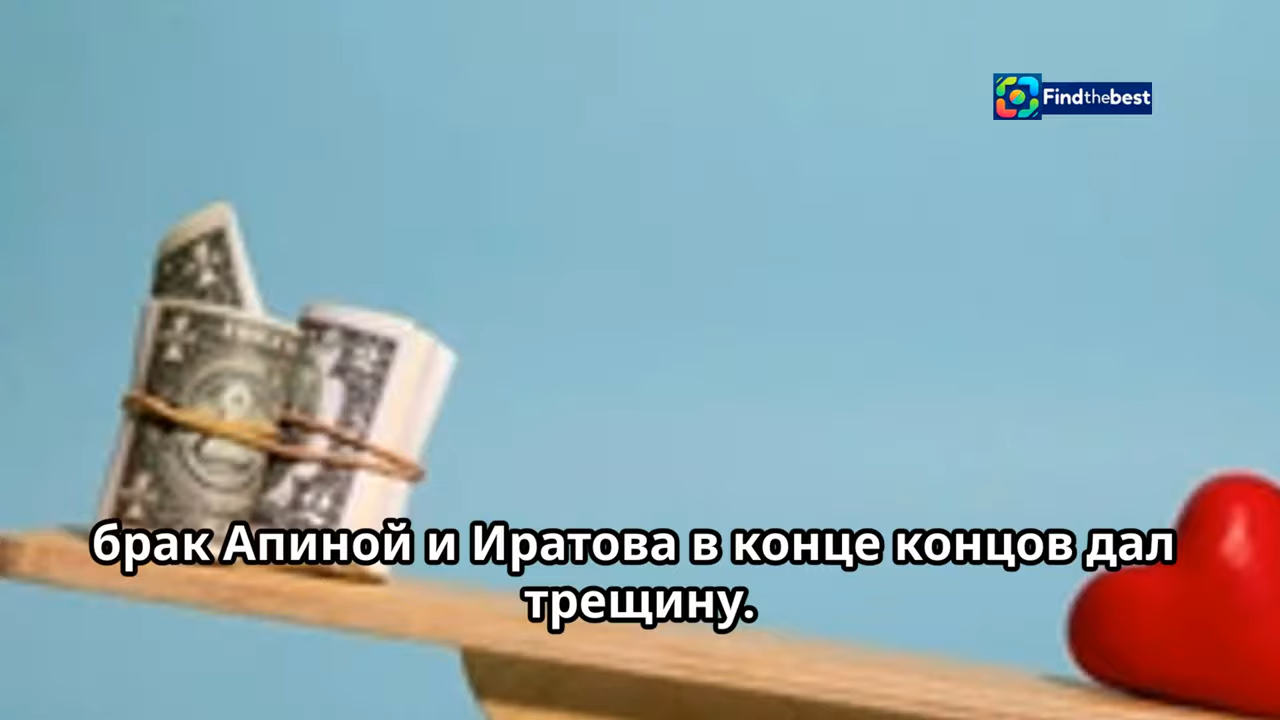 Findthebest
брак Апиной и Иратова в конце концов дал
трещину.